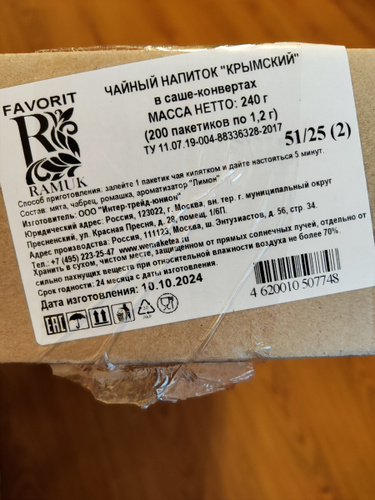 FAVORIT
RAMUK
ЧАЙНЫЙ НАПИТОК "КРЫМСКИЙ"
в саше-конвертах
МАССА НЕТТО: 240 г
(200 пакетиков по 1,2 г)
ТУ 11.07.19-004-88336328-2017
51/25 (2)
Способ приготовления: залейте 1 пакетик чая кипятком и дайте настояться 5 минут.
Состав: мята, чабрец, ромашка, ароматизатор "Лимон"
Изготовитель: ООО "Интер-трейд-юнион"
Юридический адрес: Россия, 123022, г. Москва, вн. тер. г. муниципальный округ
Пресненский, ул. Красная Пресня, д. 28, помещ. 1/6П.
Адрес производства: Россия, 111123, Москва, ш. Энтузиастов, д. 56, стр. 34.
Тел.: +7 (495) 223-25-47 www.wemaketea.ru
Хранить в сухом, чистом месте, защищенном от прямых солнечных лучей, отдельно от
сильно пахнущих веществ при относительной влажности воздуха не более 70%.
Срок годности: 24 месяца с даты изготовления.
Дата изготовления: 10.10.2024
EAC
4 620010 507748